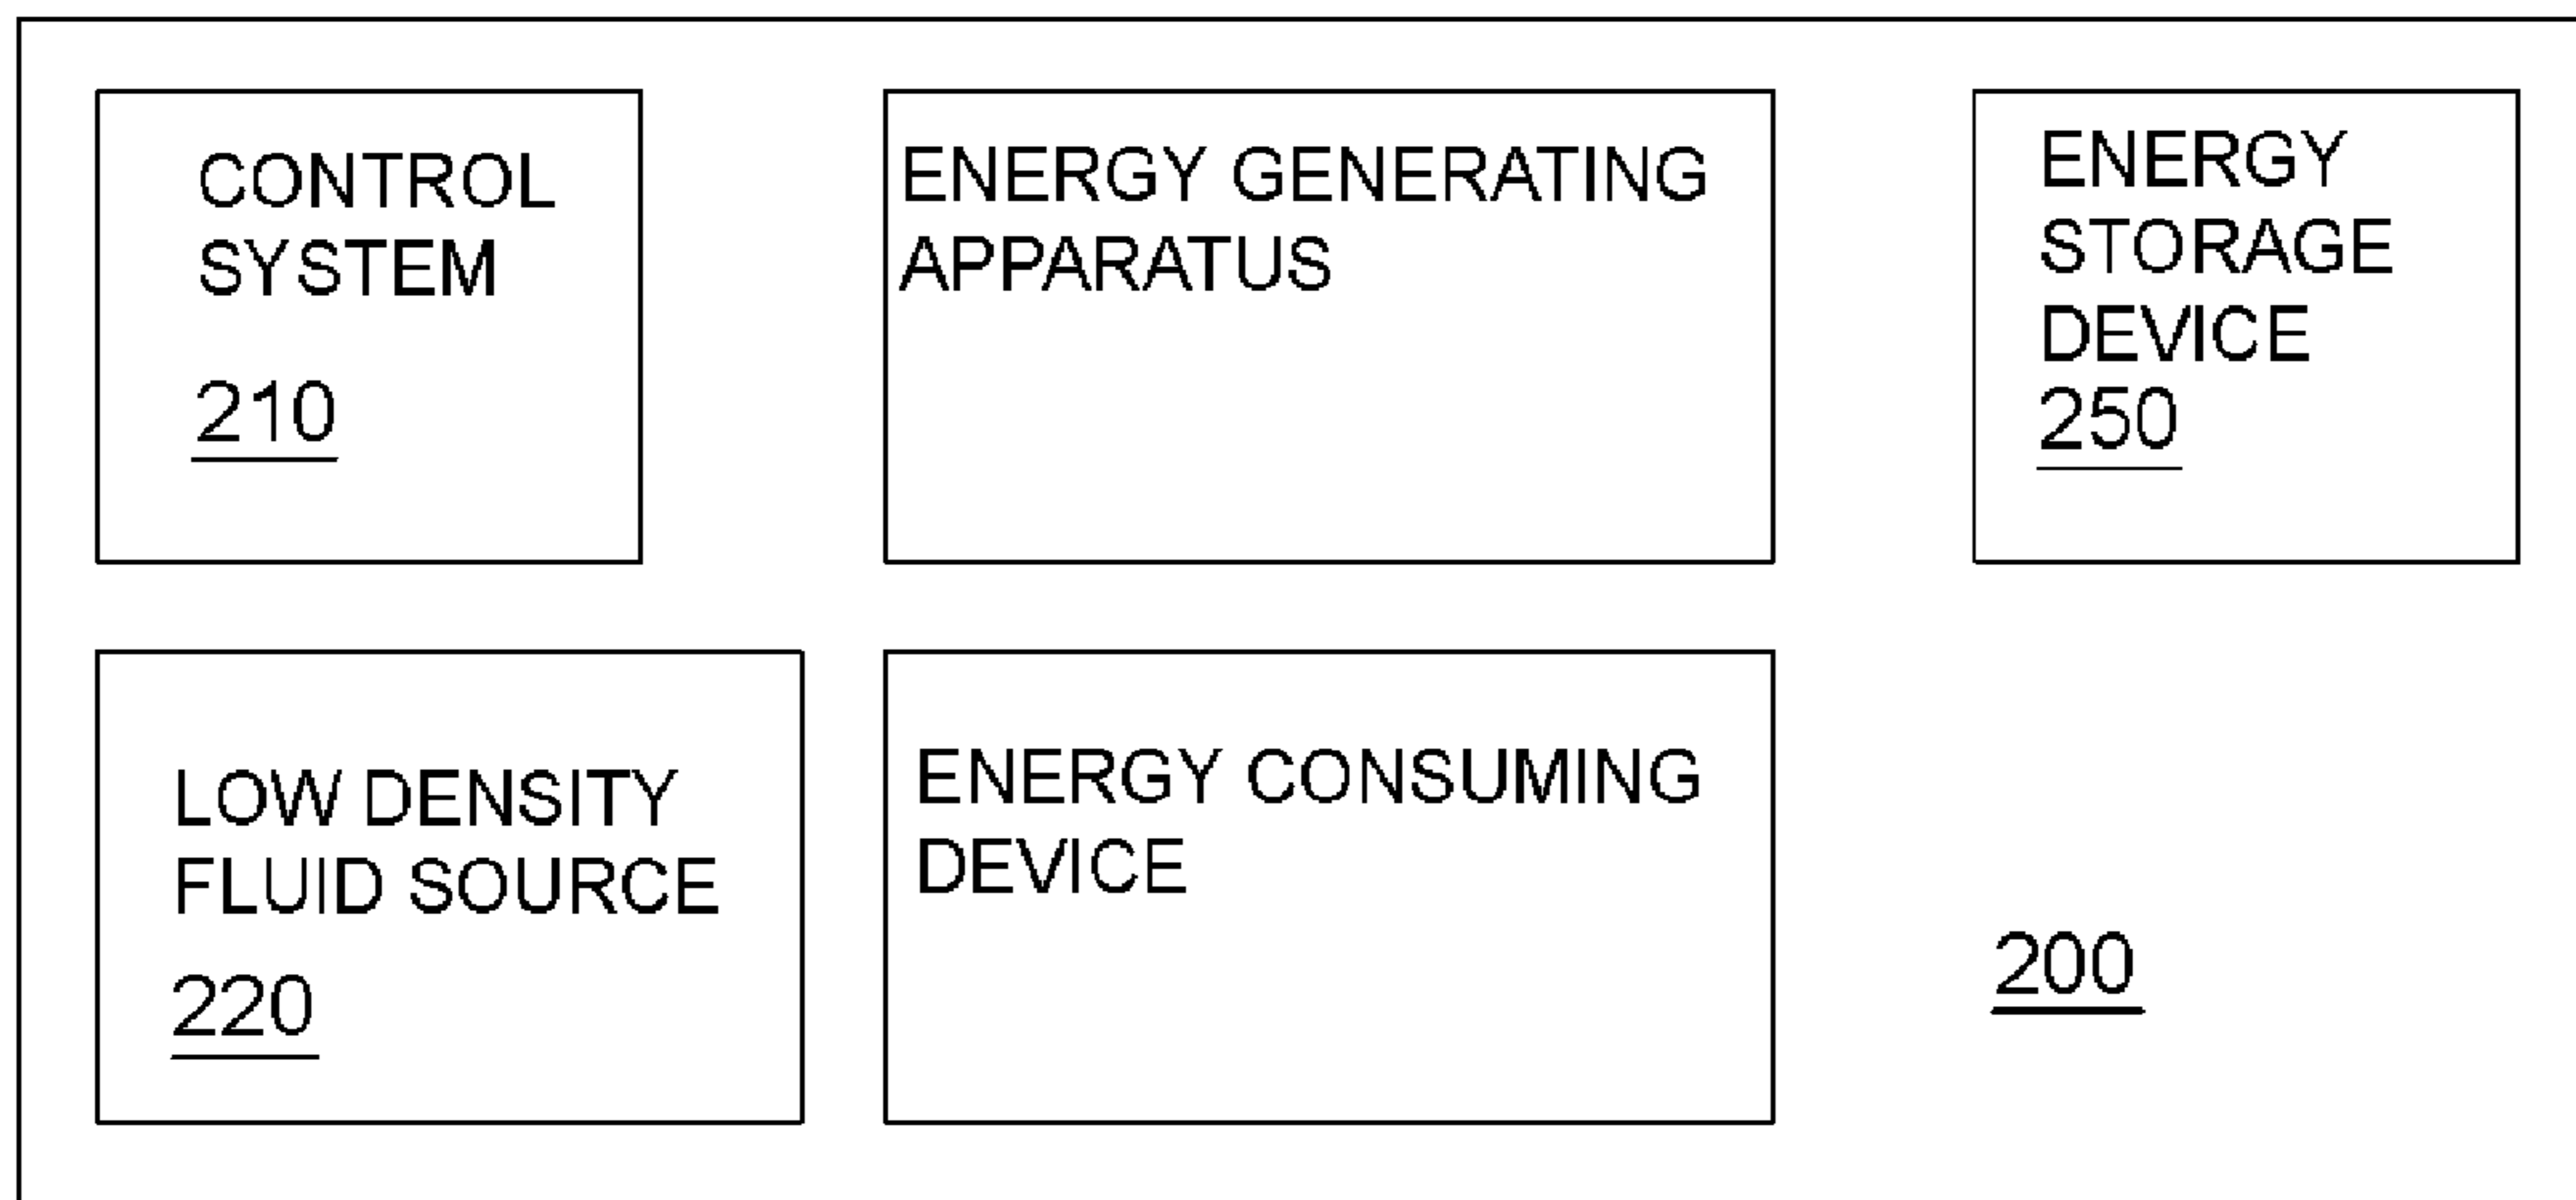 CONTROL
SYSTEM
210
ENERGY GENERATING
APPARATUS
ENERGY
STORAGE
DEVICE
250
LOW DENSITY
FLUID SOURCE
220
ENERGY CONSUMING
DEVICE
200